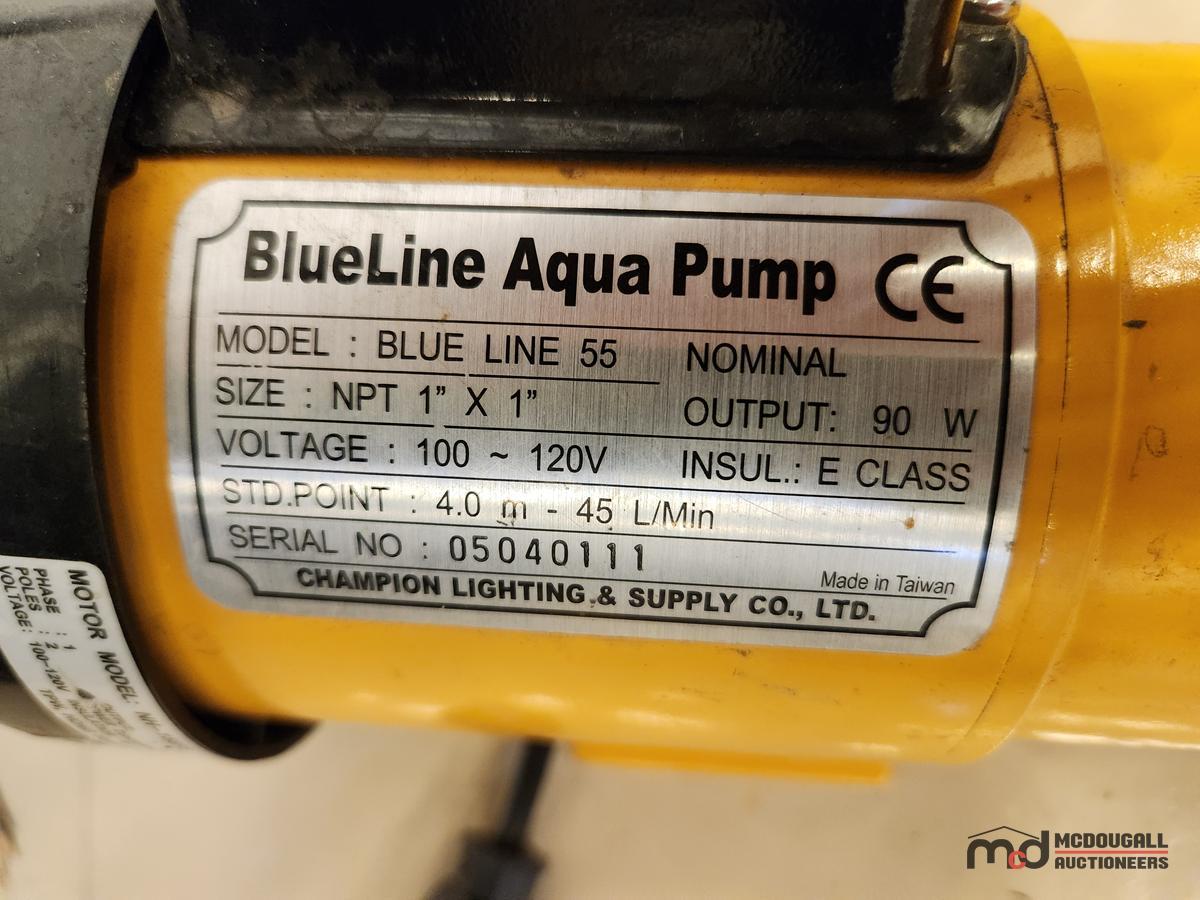 BlueLine Aqua Pump CE
MODEL : BLUE LINE 55
SIZE : NPT 1” X 1”
VOLTAGE : 100 ~ 120V
NOMINAL
OUTPUT: 90 W
INSUL.: E CLASS
STD.POINT : 4.0 m - 45 L/Min
SERIAL NO : 05040111
Made in Taiwan
CHAMPION LIGHTING & SUPPLY CO., LTD.
MOTOR MODEL:
PHASE : 1
POLES : 2
VOLTAGE: 100-120V
mcd MCDOUGALL
AUCTIONEERS